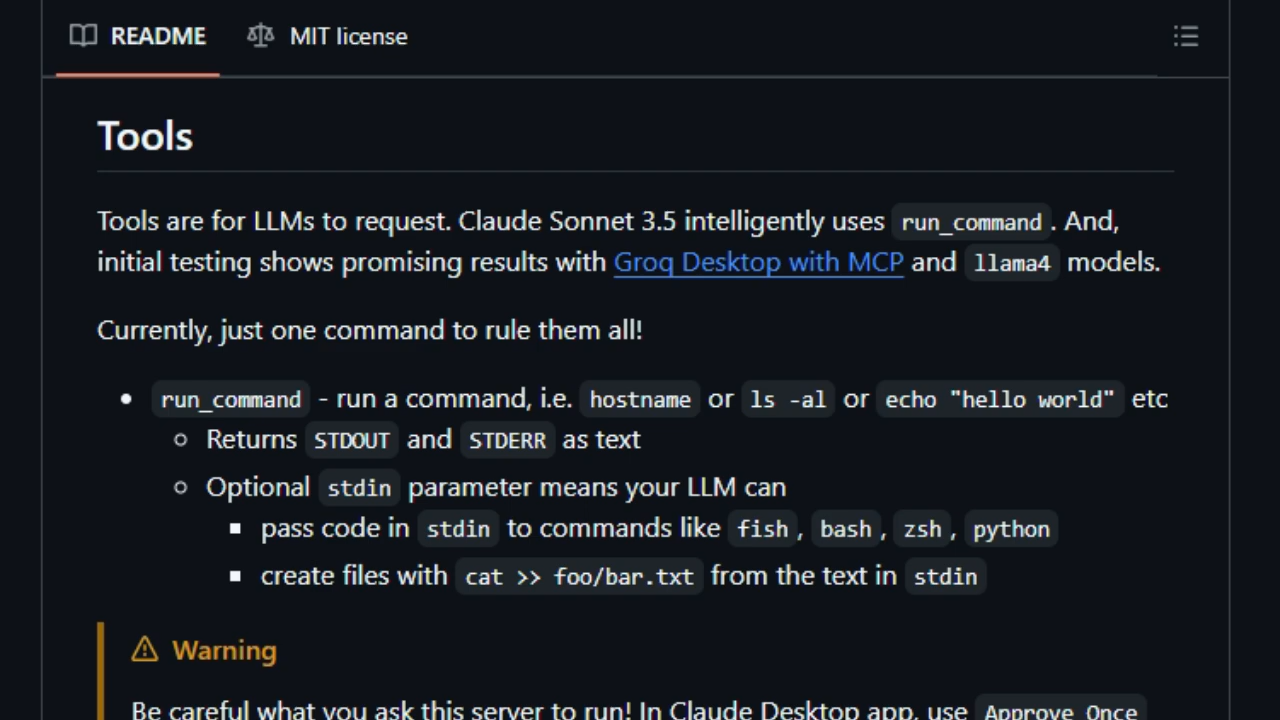 README MIT license
Tools
Tools are for LLMs to request. Claude Sonnet 3.5 intelligently uses run_command. And,
initial testing shows promising results with Groq Desktop with MCP and llama4 models.
Currently, just one command to rule them all!
run_command - run a command, i.e. hostname or ls -al or echo "hello world" etc
Returns STDOUT and STDERR as text
Optional stdin parameter means your LLM can
pass code in stdin to commands like fish, bash, zsh, python
create files with cat >> foo/bar.txt from the text in stdin
Warning
Be careful what you ask this server to run! In Claude Desktop app, use Approve Once